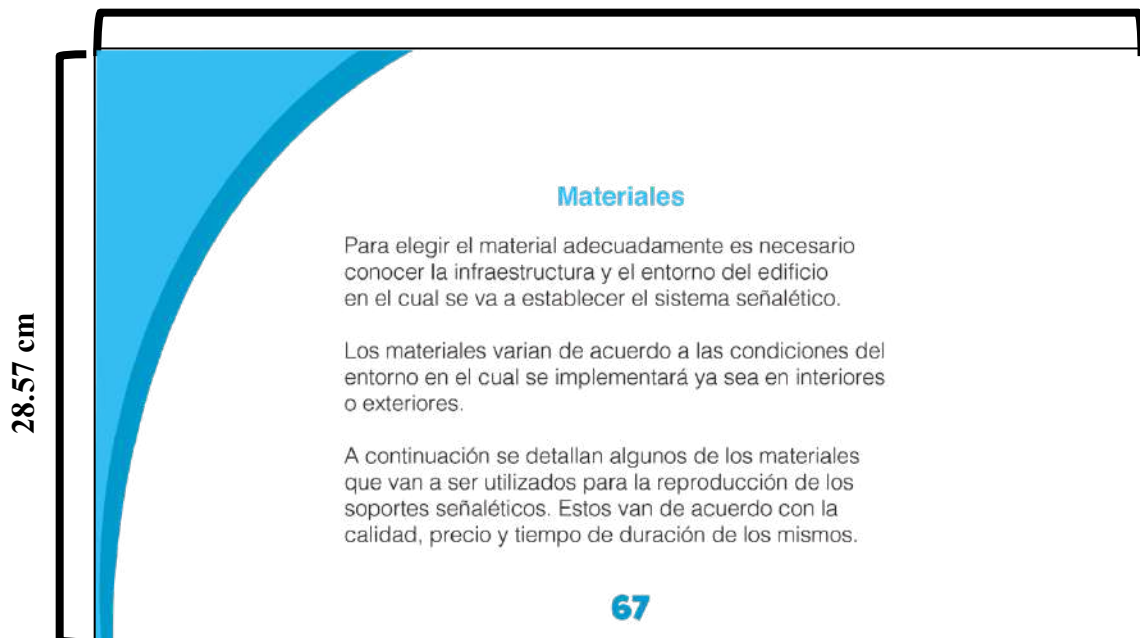 Materiales
Para elegir el material adecuadamente es necesario
conocer la infraestructura y el entorno del edificio
en el cual se va a establecer el sistema señalético.
Los materiales varian de acuerdo a las condiciones del
entorno en el cual se implementará ya sea en interiores
o exteriores.
A continuación se detallan algunos de los materiales
que van a ser utilizados para la reproducción de los
soportes señaléticos. Estos van de acuerdo con la
calidad, precio y tiempo de duración de los mismos.
67
28.57 cm